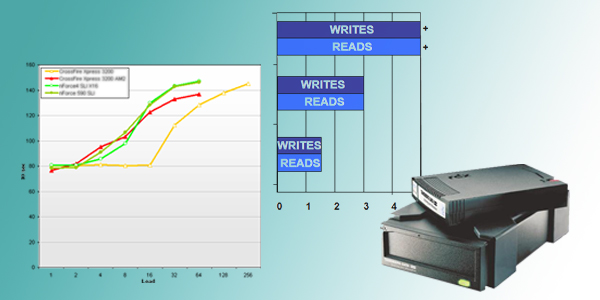 160
140
120
100
80
60
40
20
0
CrossFire Xpress 3200
CrossFire Xpress 3200 AM2
nForce4 SLI X16
nForce 590 SLI
1 2 4 8 16 32 64 128 256
Load
WRITES +
READS +
WRITES
READS
WRITES
READS
0 1 2 3 4